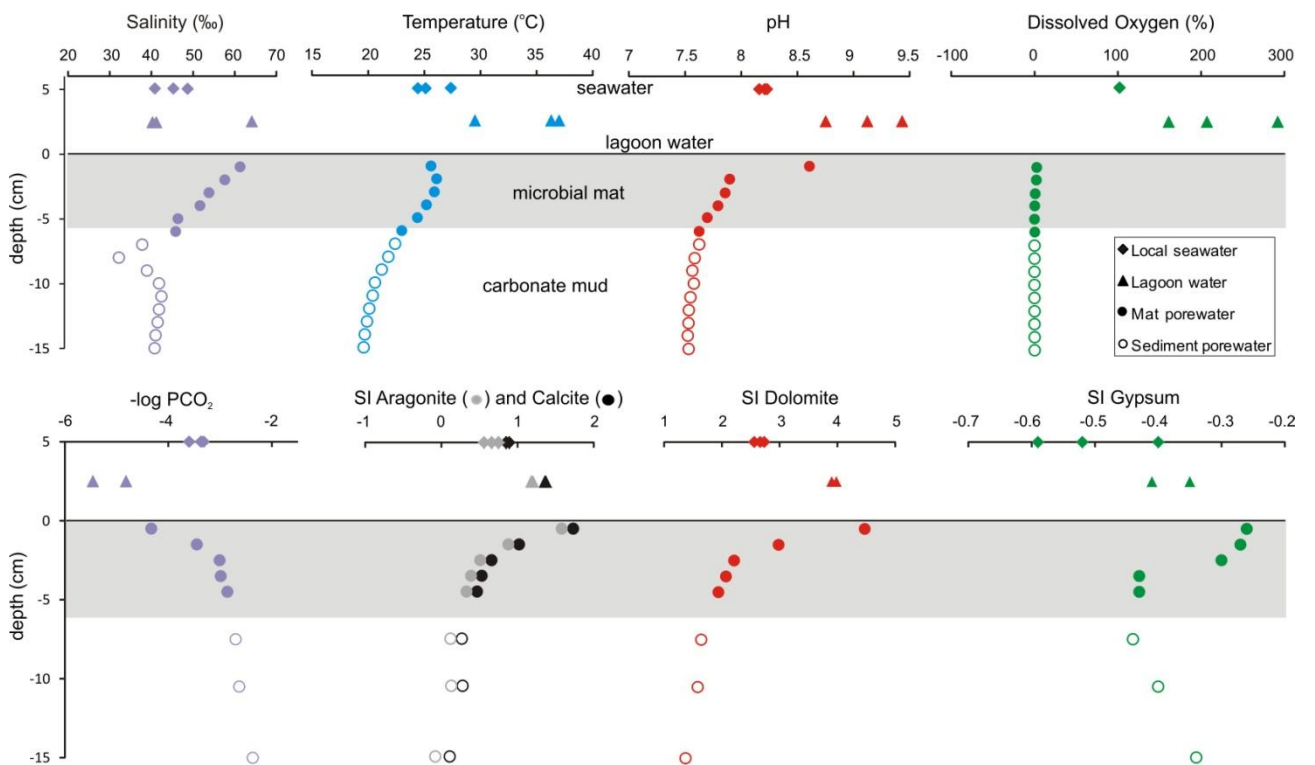 Salinity (‰) Temperature (°C) pH Dissolved Oxygen (%)
20 30 40 50 60 70 15 20 25 30 35 40 7 7.5 8 8.5 9 9.5 -100 0 100 200 300
5 seawater
lagoon water
0
microbial mat
-5
Local seawater
Lagoon water
carbonate mud
-10
Mat porewater
Sediment porewater
-15
depth (cm)
-log PCO₂ SI Aragonite ( ) and Calcite ( ) SI Dolomite SI Gypsum
-6 -4 -2 -1 0 1 2 1 2 3 4 5 -0.7 -0.6 -0.5 -0.4 -0.3 -0.2
5
0
-5
-10
-15
depth (cm)